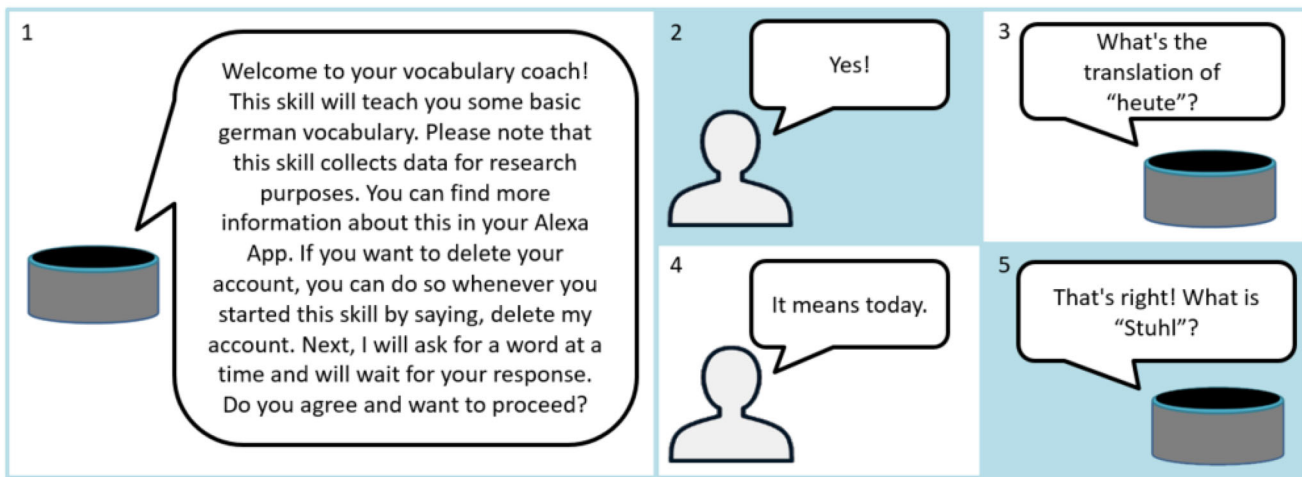 1
Welcome to your vocabulary coach!
This skill will teach you some basic
german vocabulary. Please note that
this skill collects data for research
purposes. You can find more
information about this in your Alexa
App. If you want to delete your
account, you can do so whenever you
started this skill by saying, delete my
account. Next, I will ask for a word at a
time and will wait for your response.
Do you agree and want to proceed?
2
Yes!
3
What's the
translation of
“heute”?
4
It means today.
5
That's right! What is
“Stuhl”?